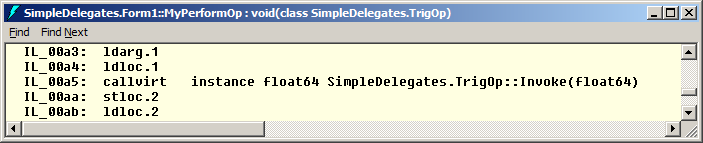 SimpleDelegates.Form1::MyPerformOp : void(class SimpleDelegates.TrigOp)
Find Find Next
IL_00a3: ldarg.1
IL_00a4: ldloc.1
IL_00a5: callvirt instance float64 SimpleDelegates.TrigOp::Invoke(float64)
IL_00aa: stloc.2
IL_00ab: ldloc.2